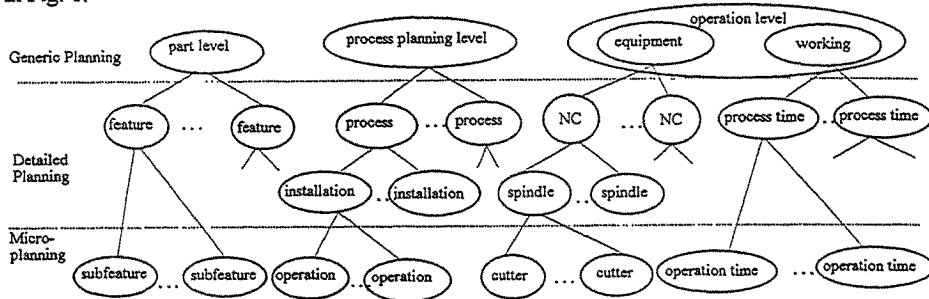 operation level
part level process planning level equipment working
Generic Planning
feature ... feature process ... process NC ... NC process time .. process time
Detailed
Planning
installation .. installation spindle .. spindle
Micro-
planning
subfeature ... subfeature operation .. operation cutter ... cutter operation time ... operation time